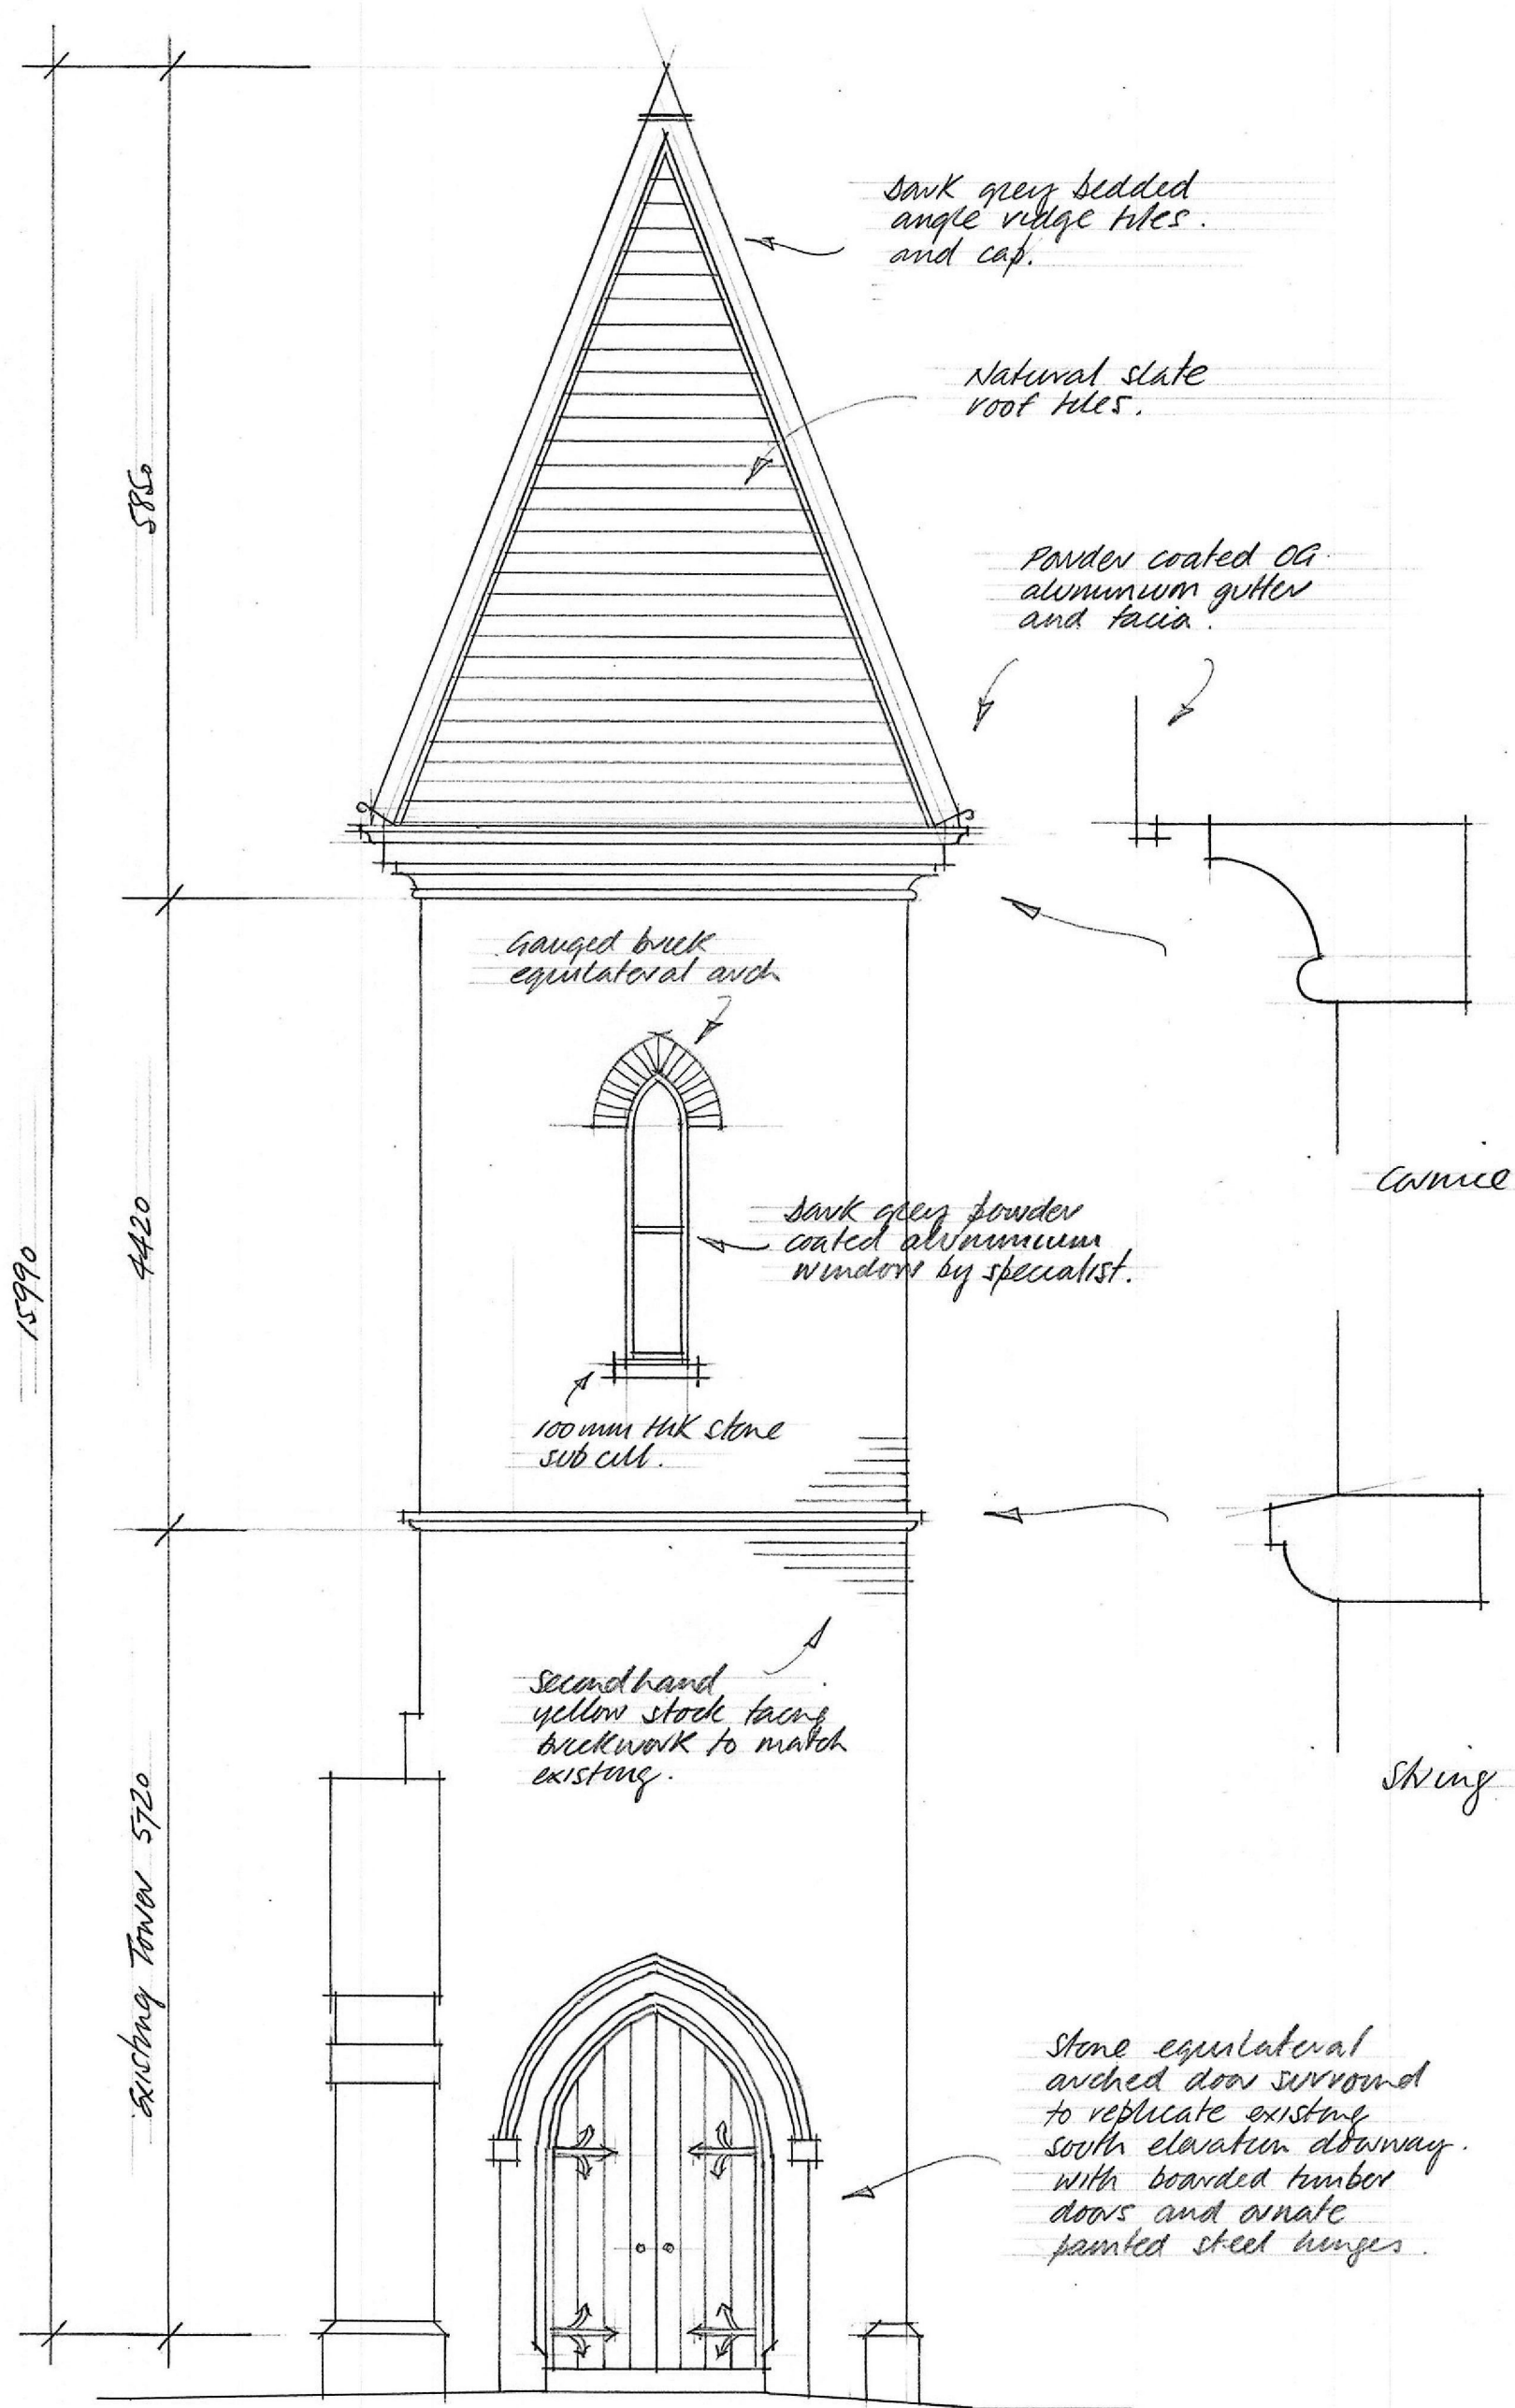 Dark grey bedded
angle ridge tiles.
and cap.
Natural slate
roof tiles.
Powder coated OG
aluminium gutter
and facia.
5850
Gauged brick
equilateral arch
Cornice
Dark grey powder
coated aluminium
windows by specialist.
4420
15990
100mm thk stone
sub cill.
Secondhand
yellow stock facing
brickwork to match
existing.
String
Existing Tower 5720
Stone equilateral
arched door surround
to replicate existing
south elevation doorway.
with boarded timber
doors and ornate
painted steel hinges.